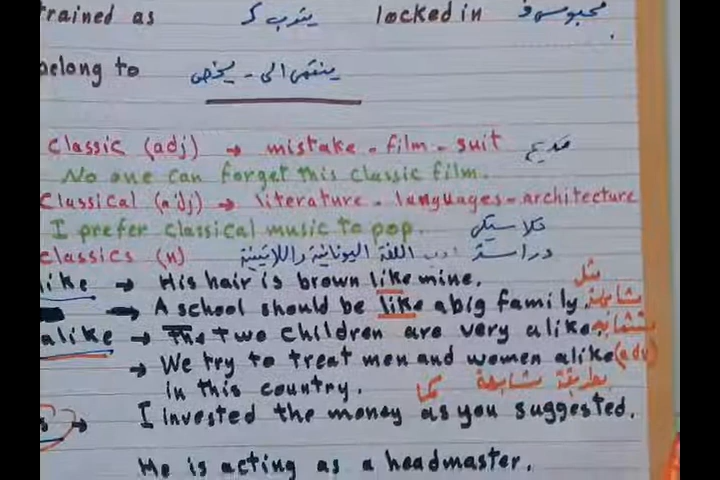 trained as يتدرب ك locked in محبوس في
belong to ينتمي الى - يخص
classic (adj) → mistake - film - suit قديم
No one can forget this classic film.
Classical (adj) → literature - languages - architecture
I prefer classical music to pop. كلاسيكي
classics (n) دراسة ادب اللغة اليونانية واللاتينية
like → His hair is brown like mine. مثل
→ A school should be like a big family. مشابهة
alike → The two children are very alike. متشابه
→ We try to treat men and women alike (adv)
in this country. كما بطريقة مشابهة
→ I invested the money as you suggested.
He is acting as a headmaster.